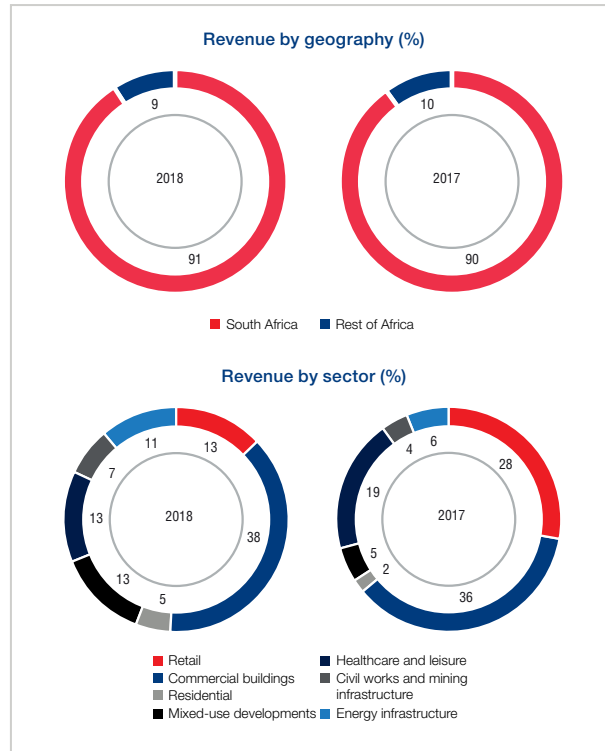 Revenue by geography (%)
9
2018
91
10
2017
90
South Africa
Rest of Africa
Revenue by sector (%)
11
13
7
13
2018
38
13
5
6
28
4
19
2017
5
2
36
Retail
Commercial buildings
Residential
Mixed-use developments
Healthcare and leisure
Civil works and mining
infrastructure
Energy infrastructure